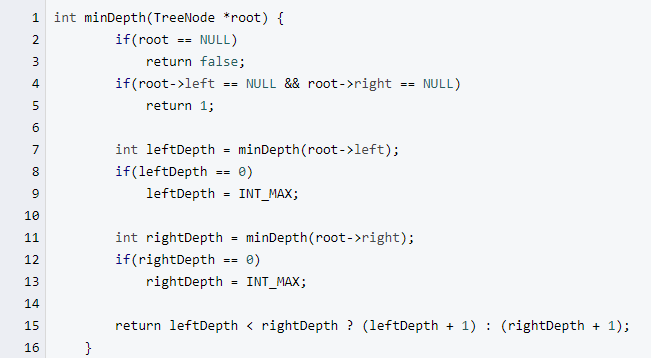 1 int minDepth(TreeNode *root) {
2         if(root == NULL)
3             return false;
4         if(root->left == NULL && root->right == NULL)
5             return 1;
6
7         int leftDepth = minDepth(root->left);
8         if(leftDepth == 0)
9             leftDepth = INT_MAX;
10
11         int rightDepth = minDepth(root->right);
12         if(rightDepth == 0)
13             rightDepth = INT_MAX;
14
15         return leftDepth < rightDepth ? (leftDepth + 1) : (rightDepth + 1);
16     }